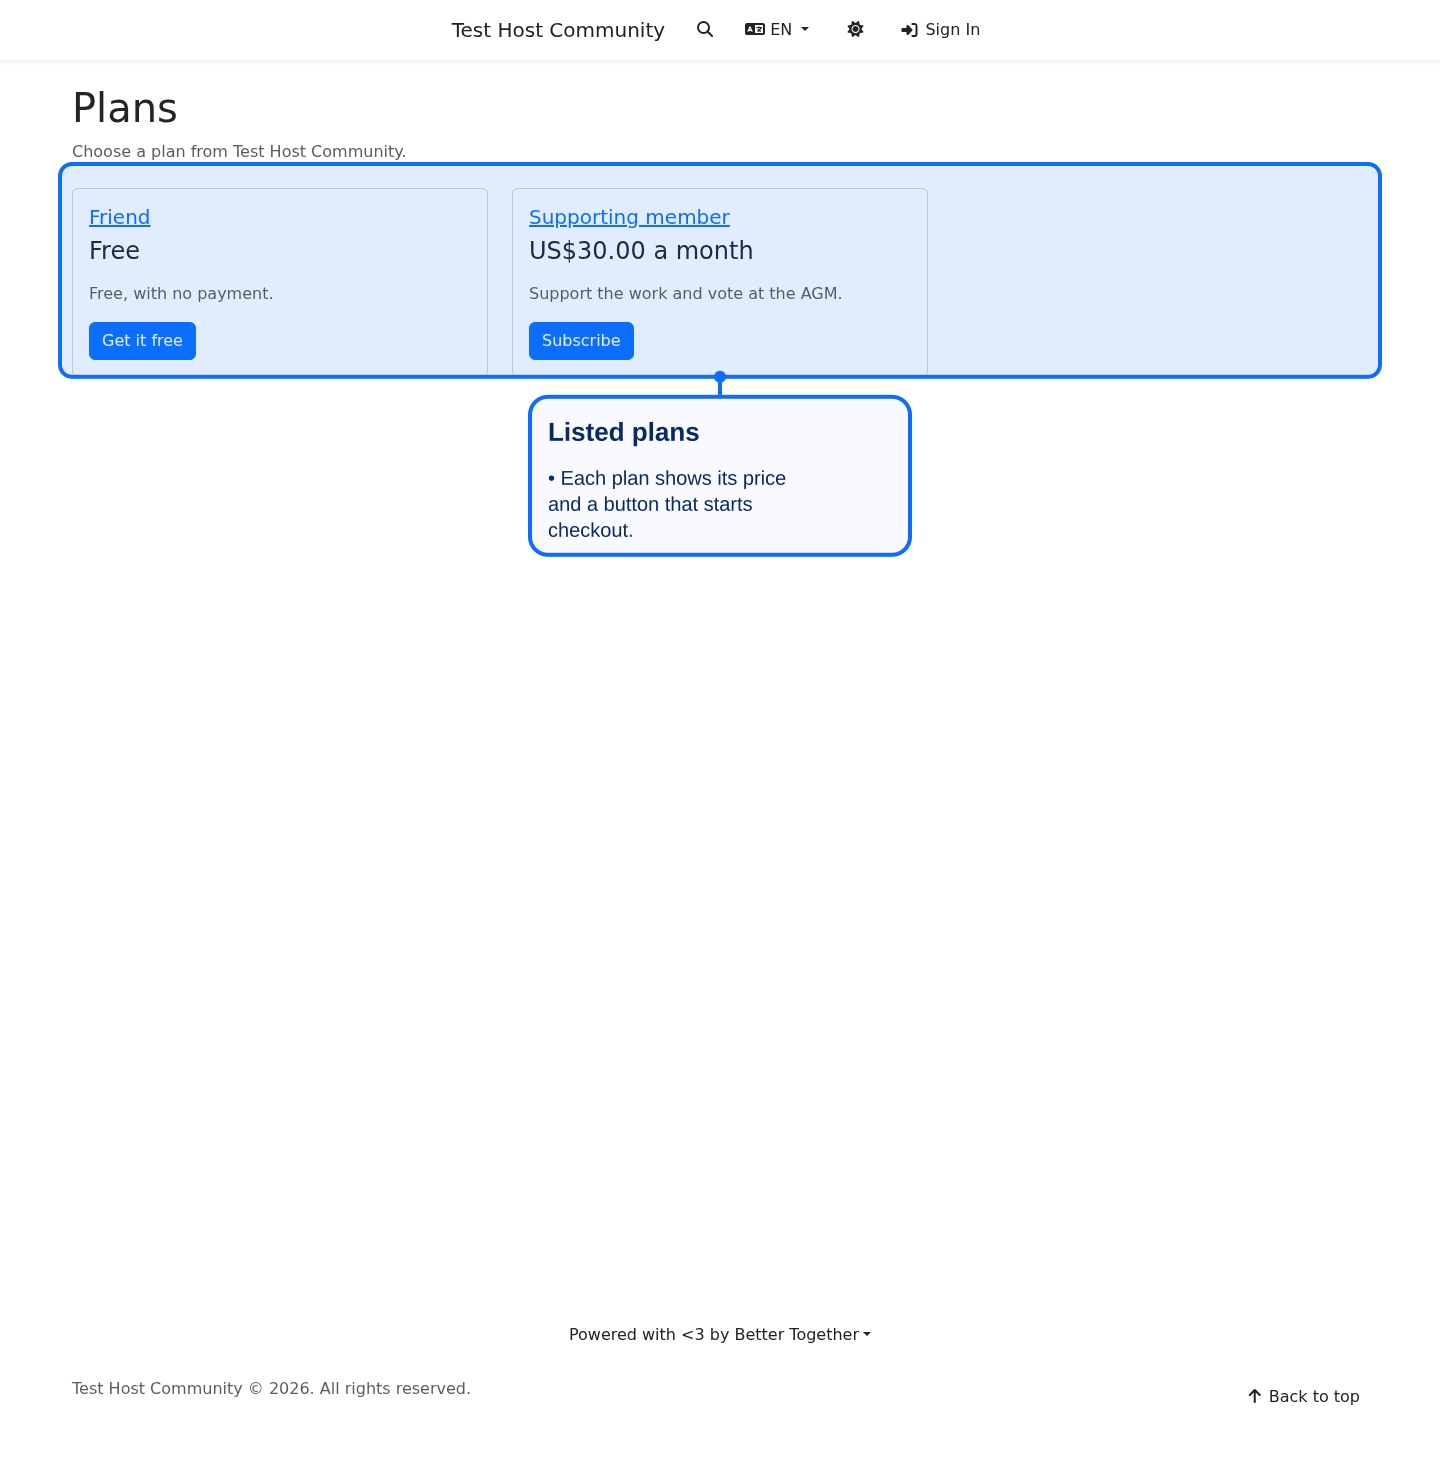 Test Host Community
EN
Sign In
Plans
Choose a plan from Test Host Community.
Friend
Free
Free, with no payment.
Get it free
Supporting member
US$30.00 a month
Support the work and vote at the AGM.
Subscribe
Listed plans
• Each plan shows its price
and a button that starts
checkout.
Powered with <3 by Better Together
Test Host Community © 2026. All rights reserved.
Back to top